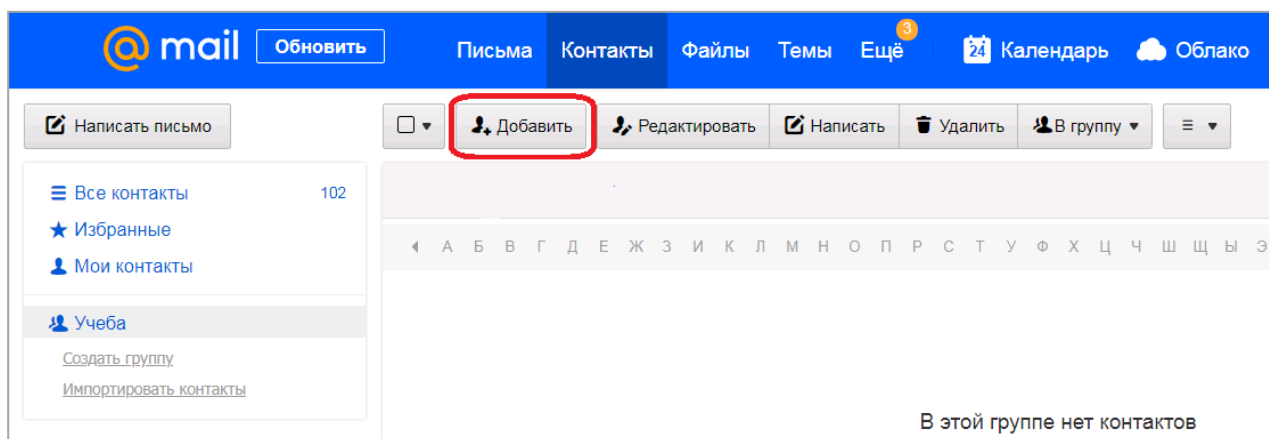 @ mail Обновить Письма Контакты Файлы Темы Ещё 3 24 Календарь Облако
Написать письмо Добавить Редактировать Написать Удалить В группу
Все контакты 102
Избранные
А Б В Г Д Е Ж З И К Л М Н О П Р С Т У Ф Х Ц Ч Ш Щ Ы Э
Мои контакты
Учеба
Создать группу
Импортировать контакты
В этой группе нет контактов